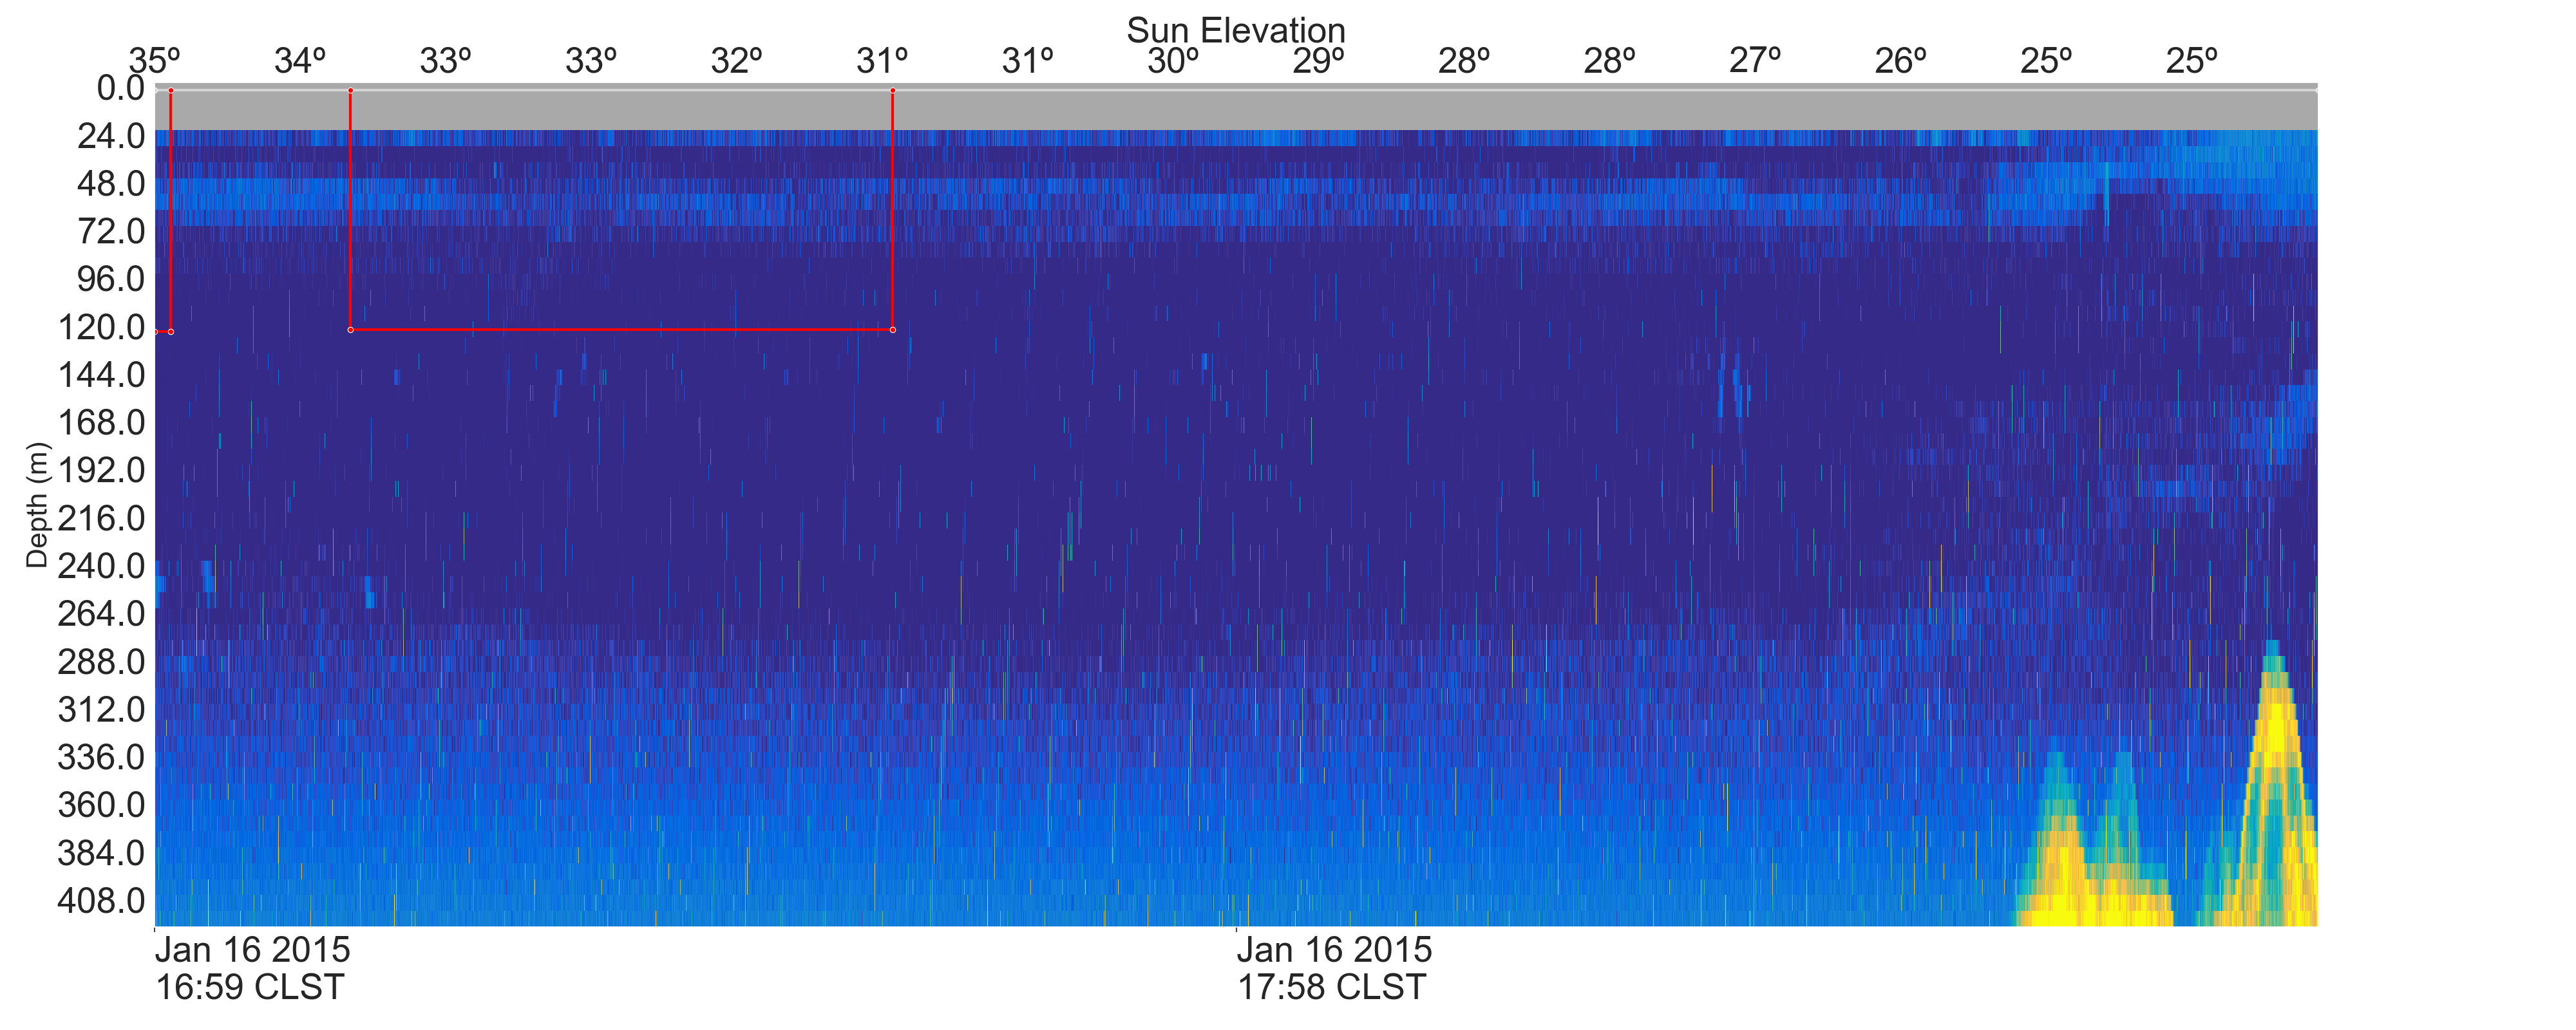 Sun Elevation
35º 34º 33º 33º 32º 31º 31º 30º 29º 28º 28º 27º 26º 25º 25º
0.0
24.0
48.0
72.0
96.0
120.0
144.0
168.0
192.0
216.0
240.0
264.0
288.0
312.0
336.0
360.0
384.0
408.0
Depth (m)
Jan 16 2015
16:59 CLST
Jan 16 2015
17:58 CLST